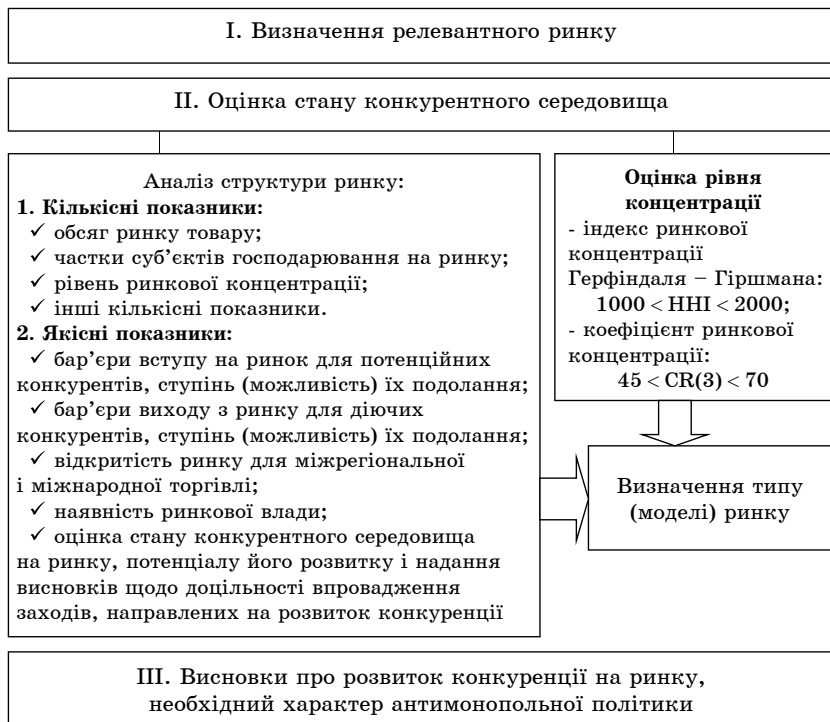 I. Визначення релевантного ринку
II. Оцінка стану конкурентного середовища
Аналіз структури ринку:
1. Кількісні показники:
✓ обсяг ринку товару;
✓ частки суб’єктів господарювання на ринку;
✓ рівень ринкової концентрації;
✓ інші кількісні показники.
2. Якісні показники:
✓ бар’єри вступу на ринок для потенційних
конкурентів, ступінь (можливість) їх подолання;
✓ бар’єри виходу з ринку для діючих
конкурентів, ступінь (можливість) їх подолання;
✓ відкритість ринку для міжрегіональної
і міжнародної торгівлі;
✓ наявність ринкової влади;
✓ оцінка стану конкурентного середовища
на ринку, потенціалу його розвитку і надання
висновків щодо доцільності впровадження
заходів, направлених на розвиток конкуренції
Оцінка рівня
концентрації
- індекс ринкової
концентрації
Герфіндаля – Гіршмана:
1000 < HHI < 2000;
- коефіцієнт ринкової
концентрації:
45 < CR(3) < 70
Визначення типу
(моделі) ринку
III. Висновки про розвиток конкуренції на ринку,
необхідний характер антимонопольної політики